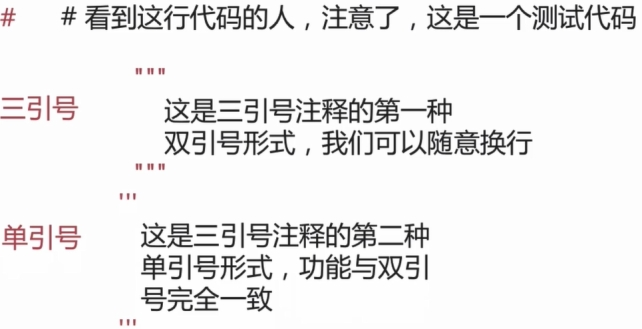 # # 看到这行代码的人，注意了，这是一个测试代码
"""
三引号 这是三引号注释的第一种
双引号形式，我们可以随意换行
"""
'''
单引号 这是三引号注释的第二种
单引号形式，功能与双引
号完全一致
'''